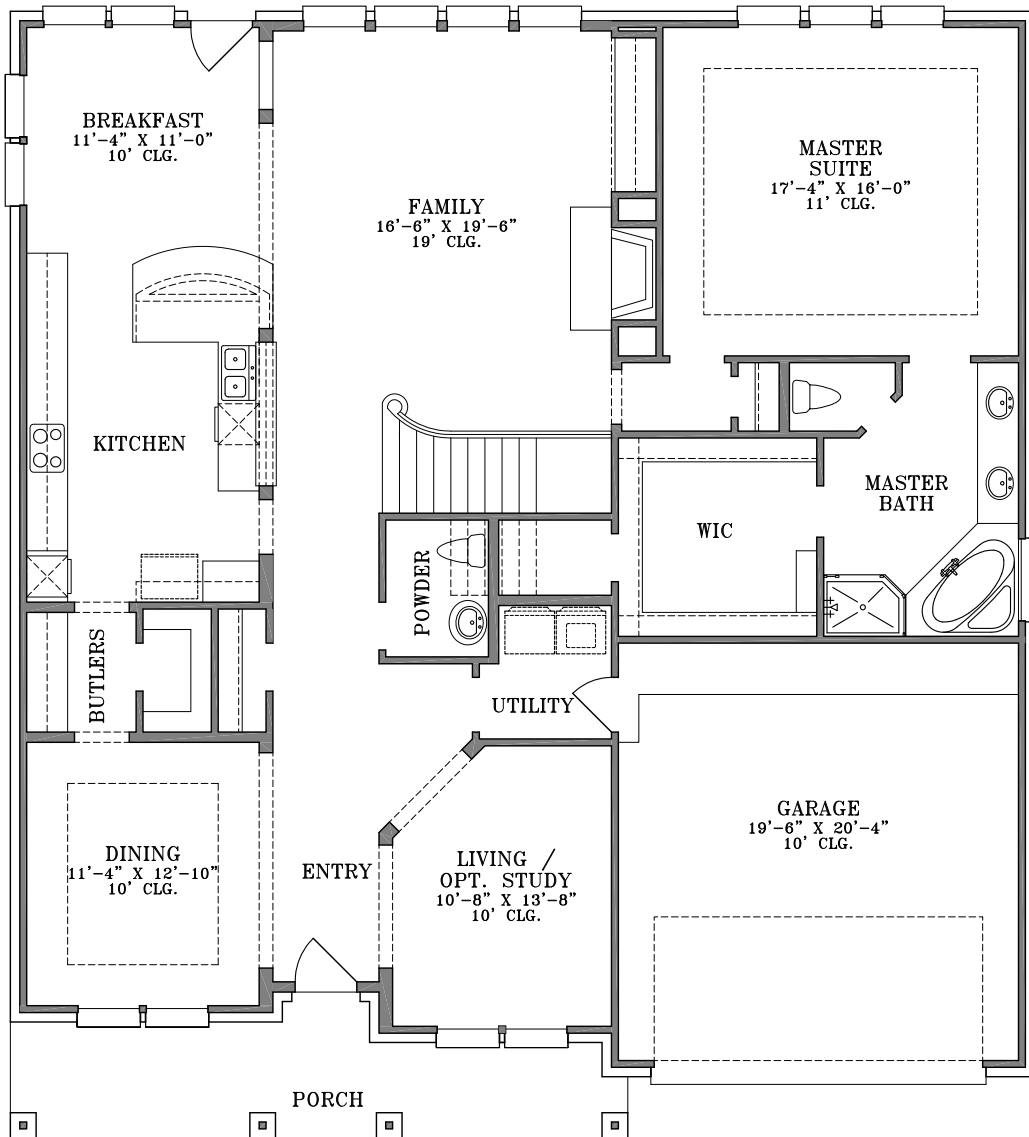 BREAKFAST
11'-4" X 11'-0"
10' CLG.
FAMILY
16'-6" X 19'-6"
19' CLG.
MASTER
SUITE
17'-4" X 16'-0"
11' CLG.
KITCHEN
MASTER
BATH
WIC
POWDER
BUTLERS
UTILITY
DINING
11'-4" X 12'-10"
10' CLG.
ENTRY
LIVING /
OPT. STUDY
10'-8" X 13'-8"
10' CLG.
GARAGE
19'-6" X 20'-4"
10' CLG.
PORCH